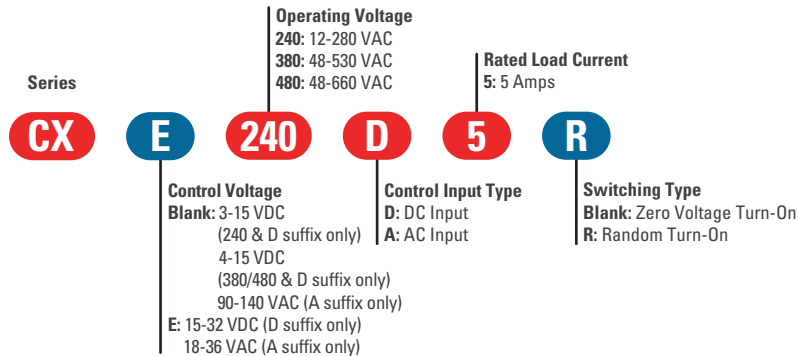 Operating Voltage
240: 12-280 VAC
380: 48-530 VAC
480: 48-660 VAC
Rated Load Current
5: 5 Amps
Series
CX E 240 D 5 R
Control Voltage
Blank: 3-15 VDC
(240 & D suffix only)
4-15 VDC
(380/480 & D suffix only)
90-140 VAC (A suffix only)
E: 15-32 VDC (D suffix only)
18-36 VAC (A suffix only)
Control Input Type
D: DC Input
A: AC Input
Switching Type
Blank: Zero Voltage Turn-On
R: Random Turn-On